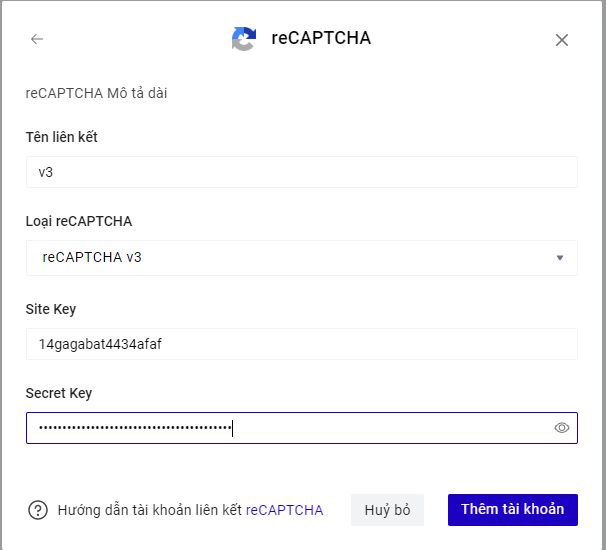 reCAPTCHA
reCAPTCHA Mô tả dài
Tên liên kết
v3
Loại reCAPTCHA
reCAPTCHA v3
Site Key
14gagabat4434afaf
Secret Key
••••••••••••••••••••••••••••••••••••••••••
Hướng dẫn tài khoản liên kết reCAPTCHA
Huỷ bỏ
Thêm tài khoản